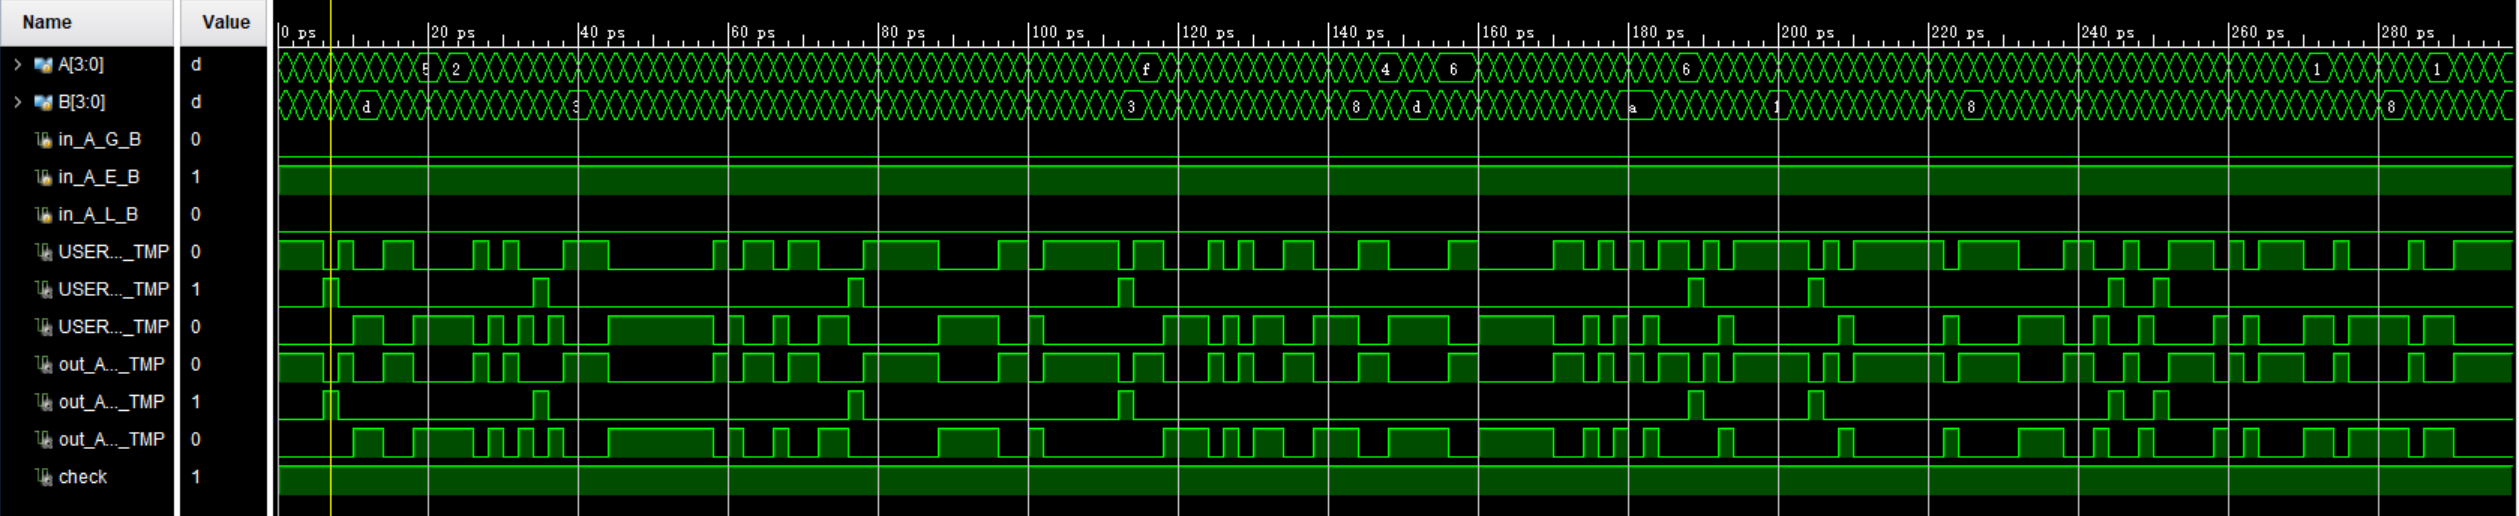 Name Value
0 ps 20 ps 40 ps 60 ps 80 ps 100 ps 120 ps 140 ps 160 ps 180 ps 200 ps 220 ps 240 ps 260 ps 280 ps
A[3:0] d 5 2 f 4 6 6 1 1
B[3:0] d d 3 3 8 d a 1 8 8
in_A_G_B 0
in_A_E_B 1
in_A_L_B 0
USER..._TMP 0
USER..._TMP 1
USER..._TMP 0
out_A..._TMP 0
out_A..._TMP 1
out_A..._TMP 0
check 1